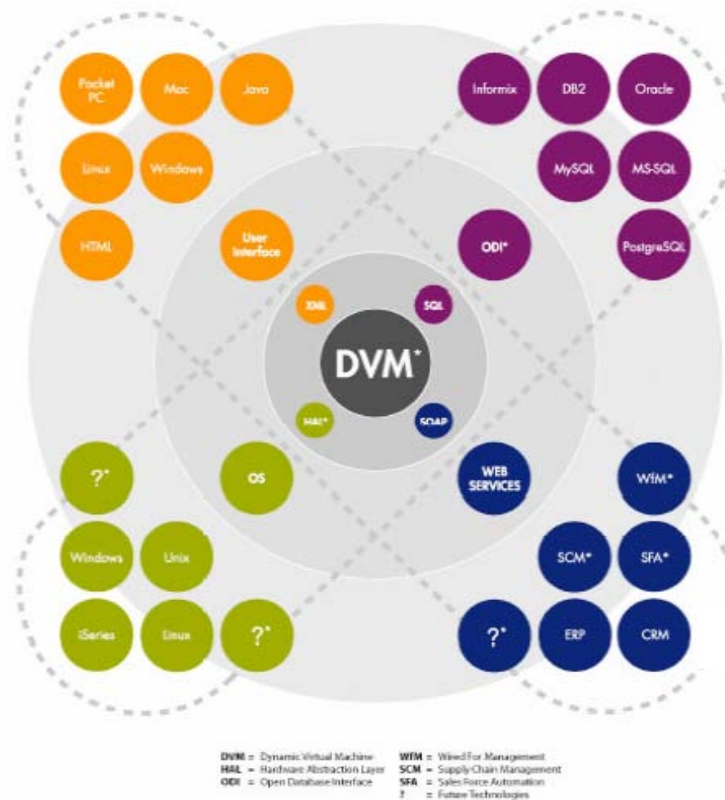 Pocket
PC
Mac
Java
Informix
DB2
Oracle
Linux
Windows
MySQL
MS-SQL
HTML
User
Interface
ODI*
PostgreSQL
XML
SQL
DVM*
HAL*
SOAP
?*
OS
WEB
SERVICES
WfM*
Windows
Unix
SCM*
SFA*
iSeries
Linux
?*
?*
ERP
CRM
DVM = Dynamic Virtual Machine
HAL = Hardware Abstraction Layer
ODI = Open Database Interface
WfM = Wired For Management
SCM = Supply Chain Management
SFA = Sales Force Automation
? = Future Technologies